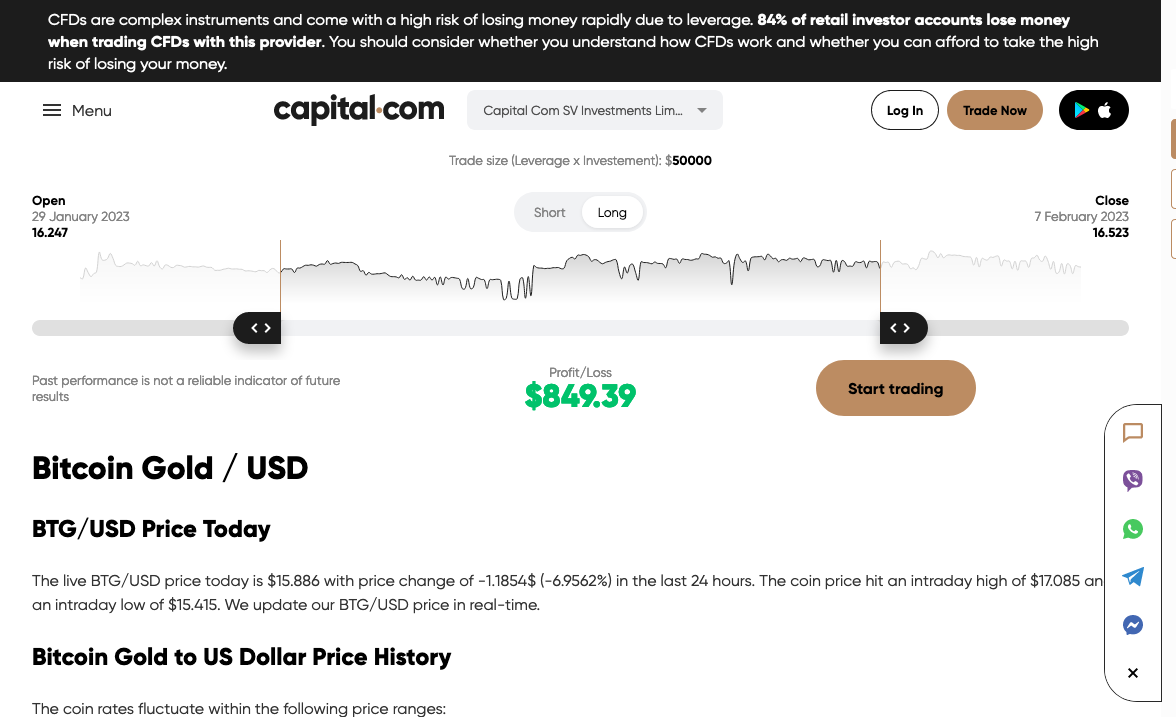 CFDs are complex instruments and come with a high risk of losing money rapidly due to leverage. 84% of retail investor accounts lose money
when trading CFDs with this provider. You should consider whether you understand how CFDs work and whether you can afford to take the high
risk of losing your money.
Menu
capital.com
Capital Com SV Investments Lim...
Log In
Trade Now
Trade size (Leverage x Investement): $50000
Open
29 January 2023
16.247
Short
Long
Close
7 February 2023
16.523
Past performance is not a reliable indicator of future
results
Profit/Loss
$849.39
Start trading
Bitcoin Gold / USD
BTG/USD Price Today
The live BTG/USD price today is $15.886 with price change of -1.1854$ (-6.9562%) in the last 24 hours. The coin price hit an intraday high of $17.085 an
an intraday low of $15.415. We update our BTG/USD price in real-time.
Bitcoin Gold to US Dollar Price History
The coin rates fluctuate within the following price ranges: